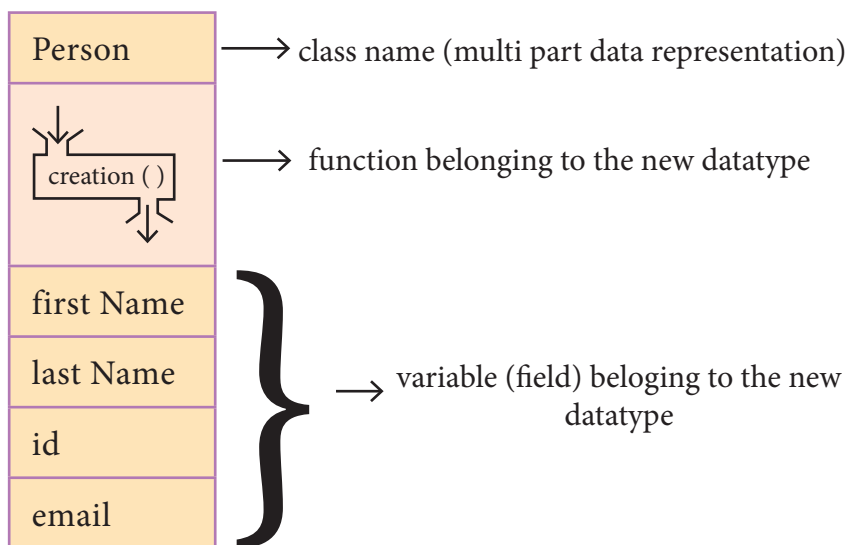 Person
class name (multi part data representation)
creation ( )
function belonging to the new datatype
first Name
last Name
id
email
variable (field) beloging to the new
datatype